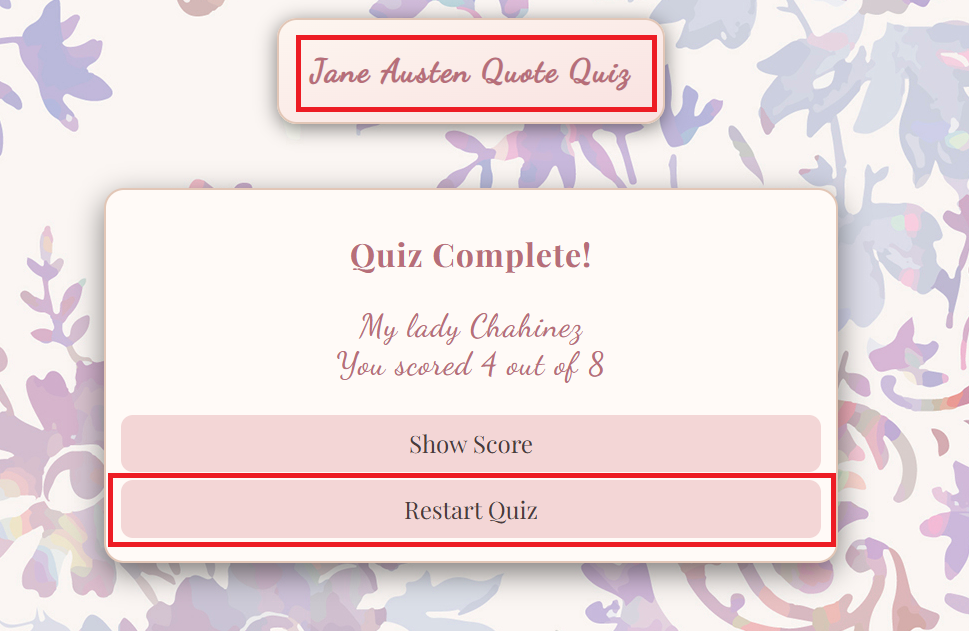 Jane Austen Quote Quiz
Quiz Complete!
My lady Chahinez
You scored 4 out of 8
Show Score
Restart Quiz